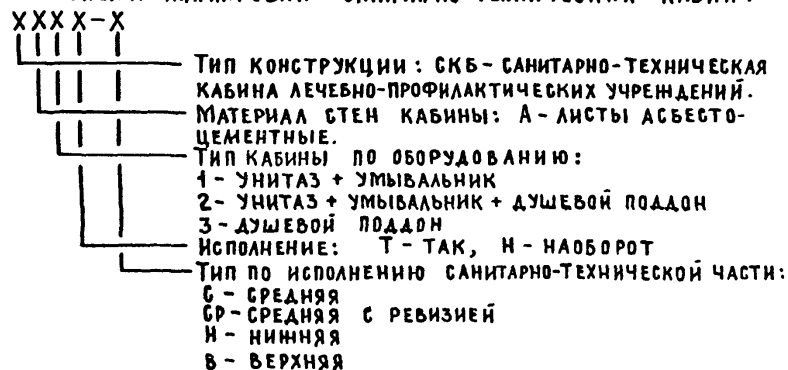 ХХХХ-Х
ТИП КОНСТРУКЦИИ: СКБ-САНИТАРНО-ТЕХНИЧЕСКАЯ
КАБИНА ЛЕЧЕБНО-ПРОФИЛАКТИЧЕСКИХ УЧРЕЖДЕНИЙ.
МАТЕРИАЛ СТЕН КАБИНЫ: А-ЛИСТЫ АСБЕСТО-
ЦЕМЕНТНЫЕ.
ТИП КАБИНЫ ПО ОБОРУДОВАНИЮ:
1- УНИТАЗ + УМЫВАЛЬНИК
2- УНИТАЗ + УМЫВАЛЬНИК + ДУШЕВОЙ ПОДДОН
3-ДУШЕВОЙ ПОДДОН
ИСПОЛНЕНИЕ: Т-ТАК, Н-НАОБОРОТ
ТИП ПО ИСПОЛНЕНИЮ САНИТАРНО-ТЕХНИЧЕСКОЙ ЧАСТИ:
С - СРЕДНЯЯ
СР-СРЕДНЯЯ С РЕВИЗИЕЙ
Н - НИЖНЯЯ
В - ВЕРХНЯЯ